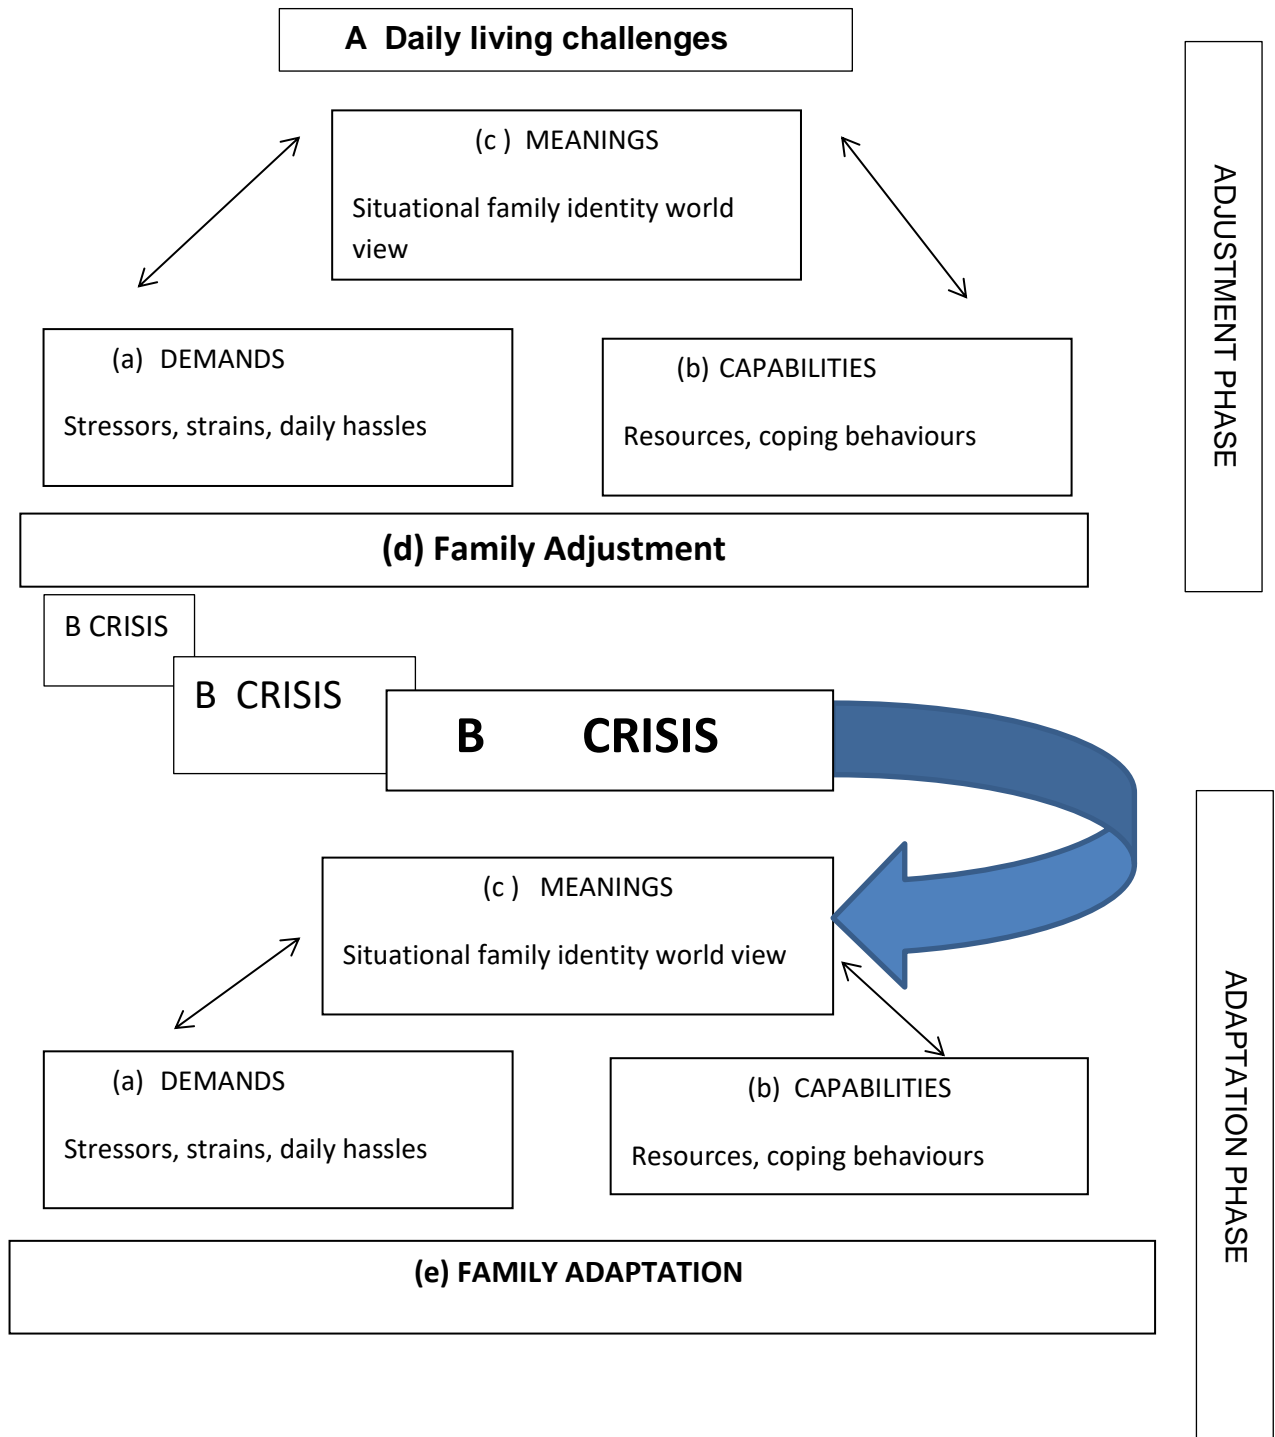 A Daily living challenges
(c ) MEANINGS
Situational family identity world
view
(a) DEMANDS
Stressors, strains, daily hassles
(b) CAPABILITIES
Resources, coping behaviours
ADJUSTMENT PHASE
(d) Family Adjustment
B CRISIS
B CRISIS
B CRISIS
(c ) MEANINGS
Situational family identity world view
(a) DEMANDS
Stressors, strains, daily hassles
(b) CAPABILITIES
Resources, coping behaviours
ADAPTATION PHASE
(e) FAMILY ADAPTATION